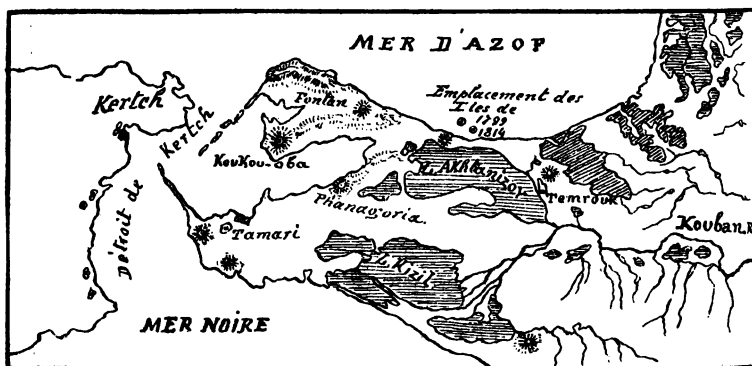 MER D'AZOF
Kertch
Fontan
Emplacement des
Iles de
1799
1814
Détroit de Kertch
KouKou-oba
L. Akhtanizov
Temrouk
Phanagoria
Kouban R.
Tamari
L. Kizil
MER NOIRE